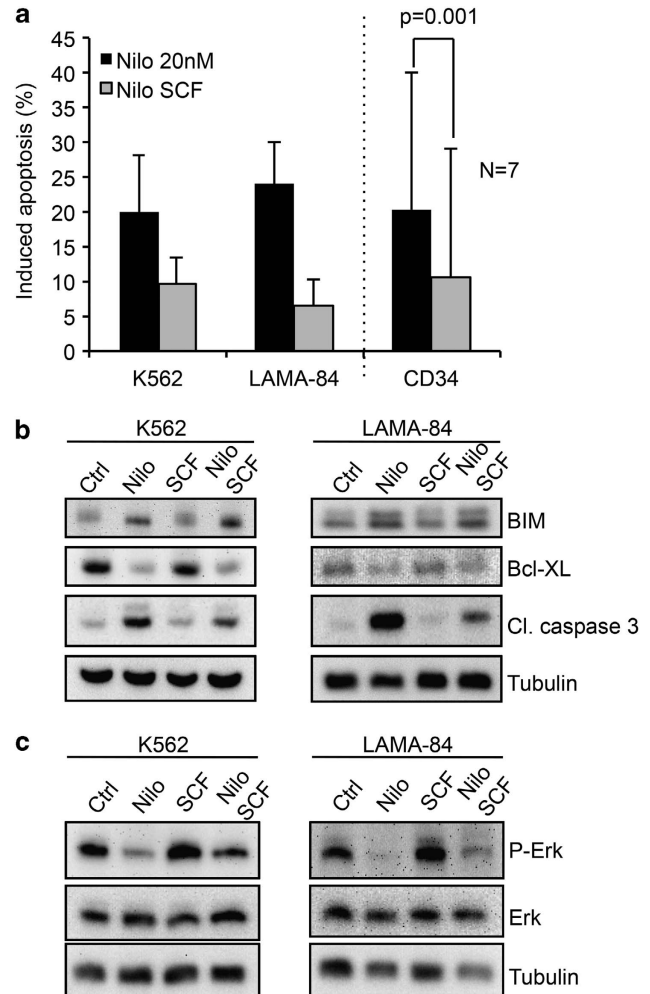 a
p=0.001
45
40
35
30
25
20
15
10
5
0
Induced apoptosis (%)
Nilo 20nM
Nilo SCF
N=7
K562 LAMA-84 CD34
b
K562 LAMA-84
Ctrl Nilo SCF Nilo SCF Ctrl Nilo SCF Nilo SCF
BIM
Bcl-XL
Cl. caspase 3
Tubulin
c
K562 LAMA-84
Ctrl Nilo SCF Nilo SCF Ctrl Nilo SCF Nilo SCF
P-Erk
Erk
Tubulin